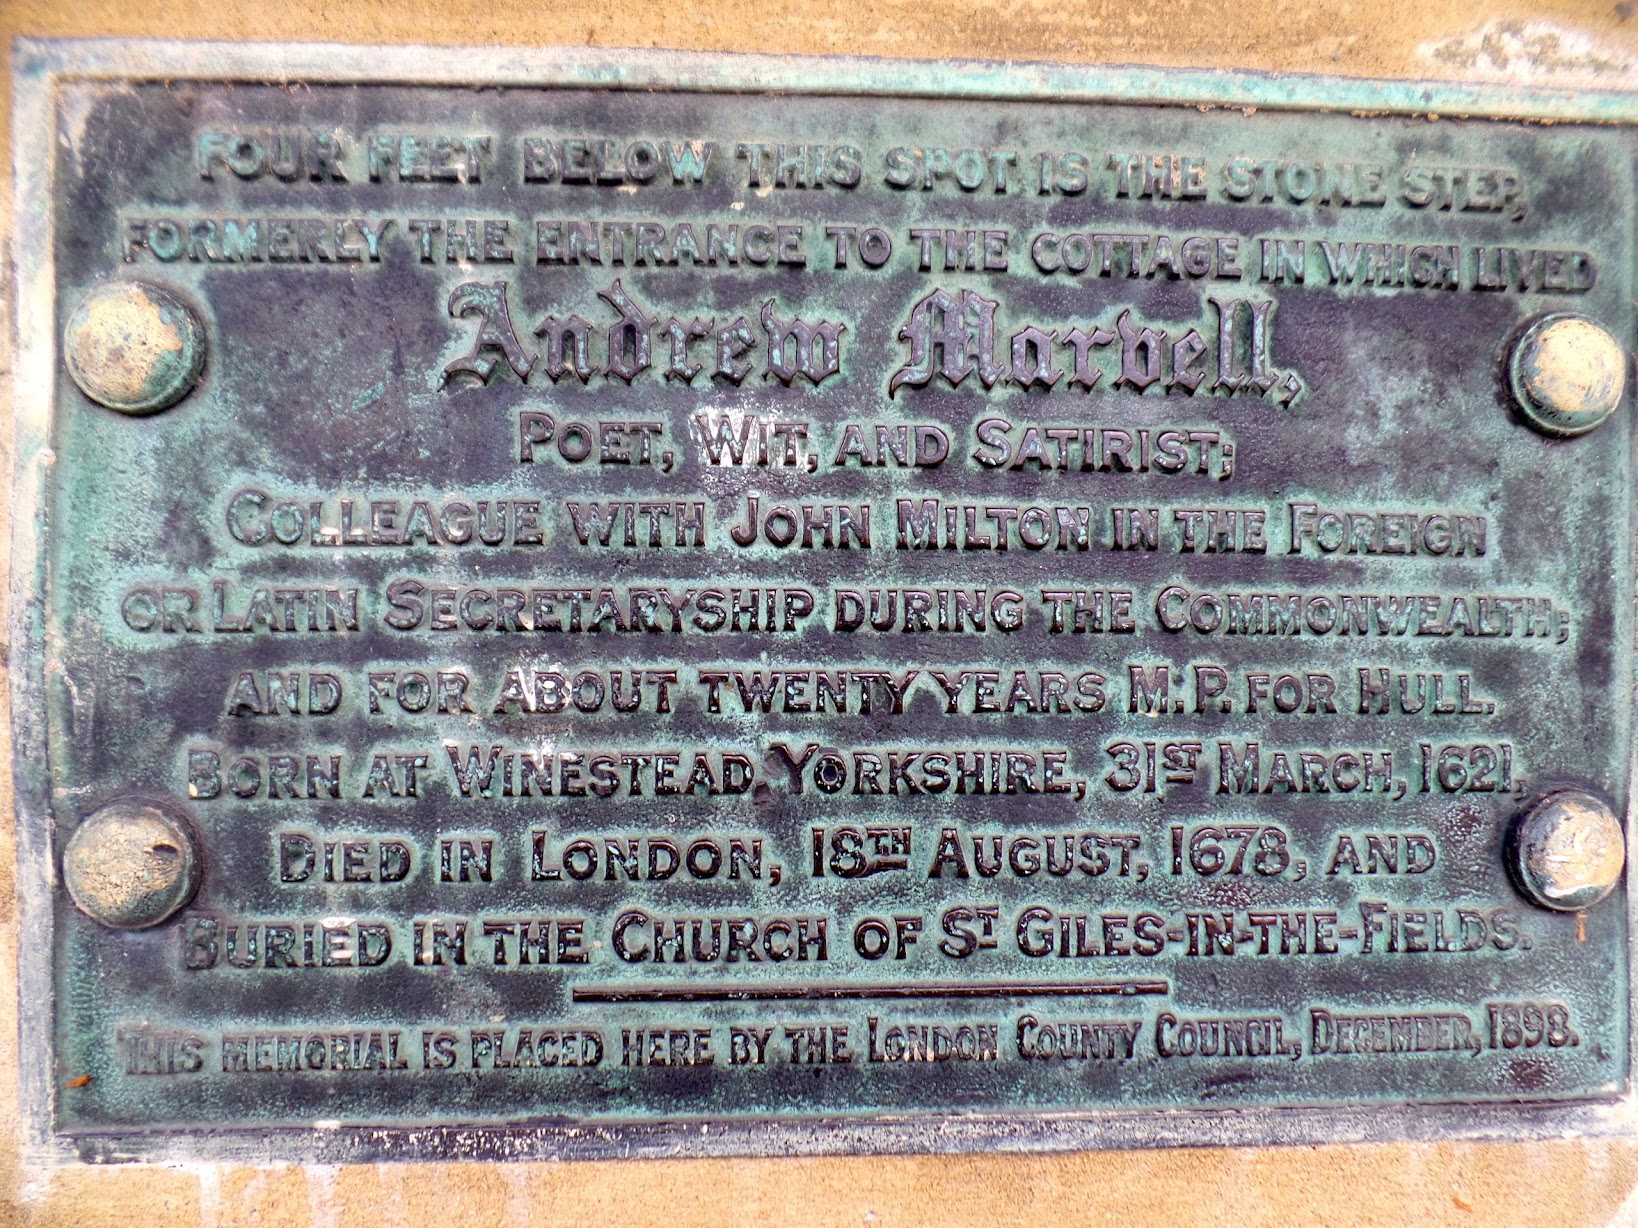 FOUR FEET BELOW THIS SPOT IS THE STONE STEP,
FORMERLY THE ENTRANCE TO THE COTTAGE IN WHICH LIVED
Andrew Marvell,
POET, WIT, AND SATIRIST;
COLLEAGUE WITH JOHN MILTON IN THE FOREIGN
OR LATIN SECRETARYSHIP DURING THE COMMONWEALTH;
AND FOR ABOUT TWENTY YEARS M.P. FOR HULL.
BORN AT WINESTEAD, YORKSHIRE, 31ST MARCH, 1621,
DIED IN LONDON, 18TH AUGUST, 1678, AND
BURIED IN THE CHURCH OF ST GILES-IN-THE-FIELDS.
THIS MEMORIAL IS PLACED HERE BY THE LONDON COUNTY COUNCIL, DECEMBER, 1898.